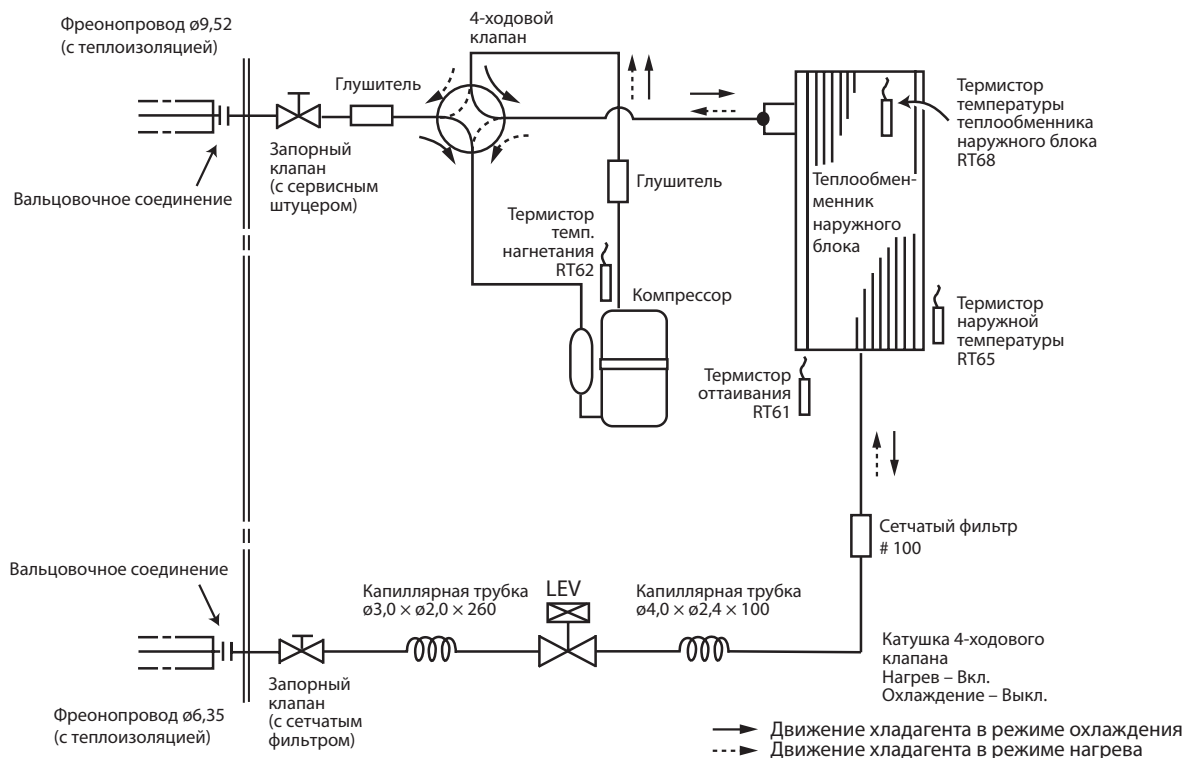 Фреонопровод ø9,52
(с теплоизоляцией)
4-ходовой
клапан
Глушитель
Запорный
клапан
(с сервисным
штуцером)
Вальцовочное соединение
Глушитель
Термистор
темп.
нагнетания
RT62
Компрессор
Термистор
температуры
теплообменника
наружного блока
RT68
Теплообмен-
менник
наружного
блока
Термистор
наружной
температуры
RT65
Термистор
оттаивания
RT61
Сетчатый фильтр
# 100
Вальцовочное соединение
Капиллярная трубка
ø3,0 × ø2,0 × 260
LEV
Капиллярная трубка
ø4,0 × ø2,4 × 100
Запорный
клапан
(с сетчатым
фильтром)
Фреонопровод ø6,35
(с теплоизоляцией)
Катушка 4-ходового
клапана
Нагрев – Вкл.
Охлаждение – Выкл.
Движение хладагента в режиме охлаждения
Движение хладагента в режиме нагрева